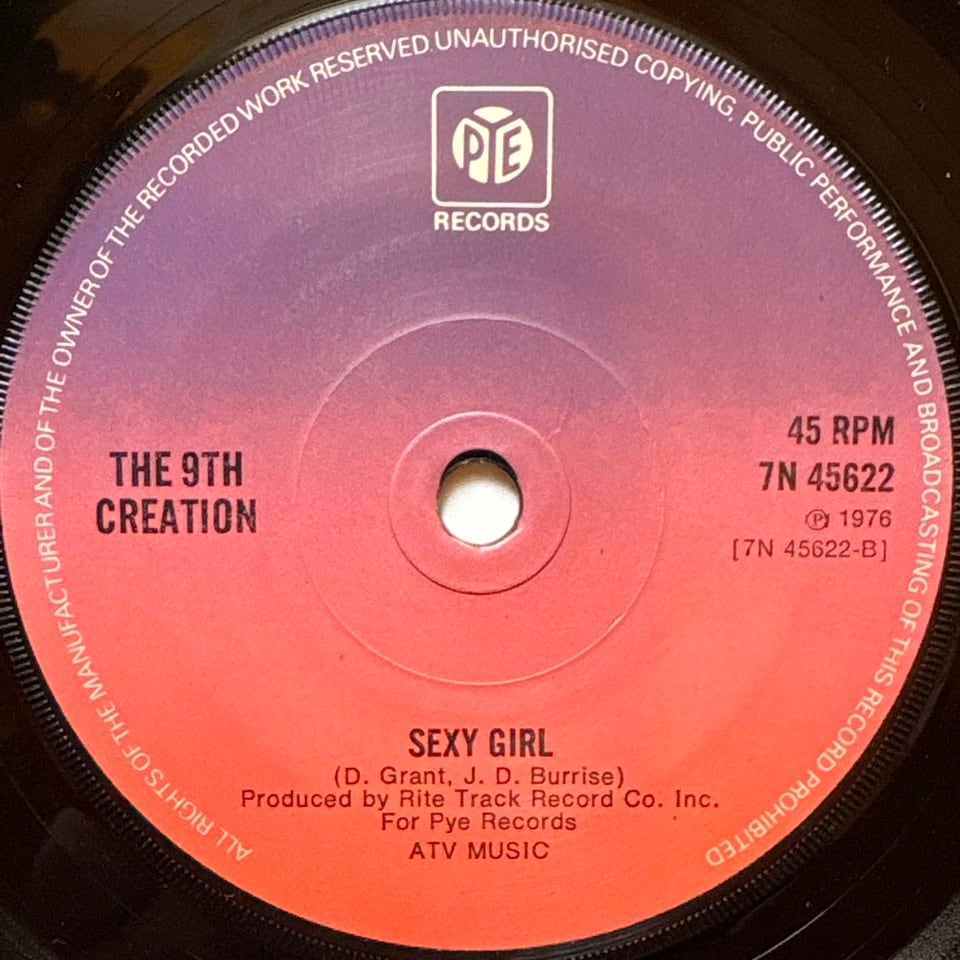 ALL RIGHTS OF THE MANUFACTURER AND OF THE OWNER OF THE RECORDED WORK RESERVED. UNAUTHORISED COPYING, PUBLIC PERFORMANCE AND BROADCASTING OF THIS RECORD PROHIBITED
PYE
RECORDS
THE 9TH
CREATION
45 RPM
7N 45622
Ⓟ 1976
[7N 45622-B]
SEXY GIRL
(D. Grant, J. D. Burrise)
Produced by Rite Track Record Co. Inc.
For Pye Records
ATV MUSIC